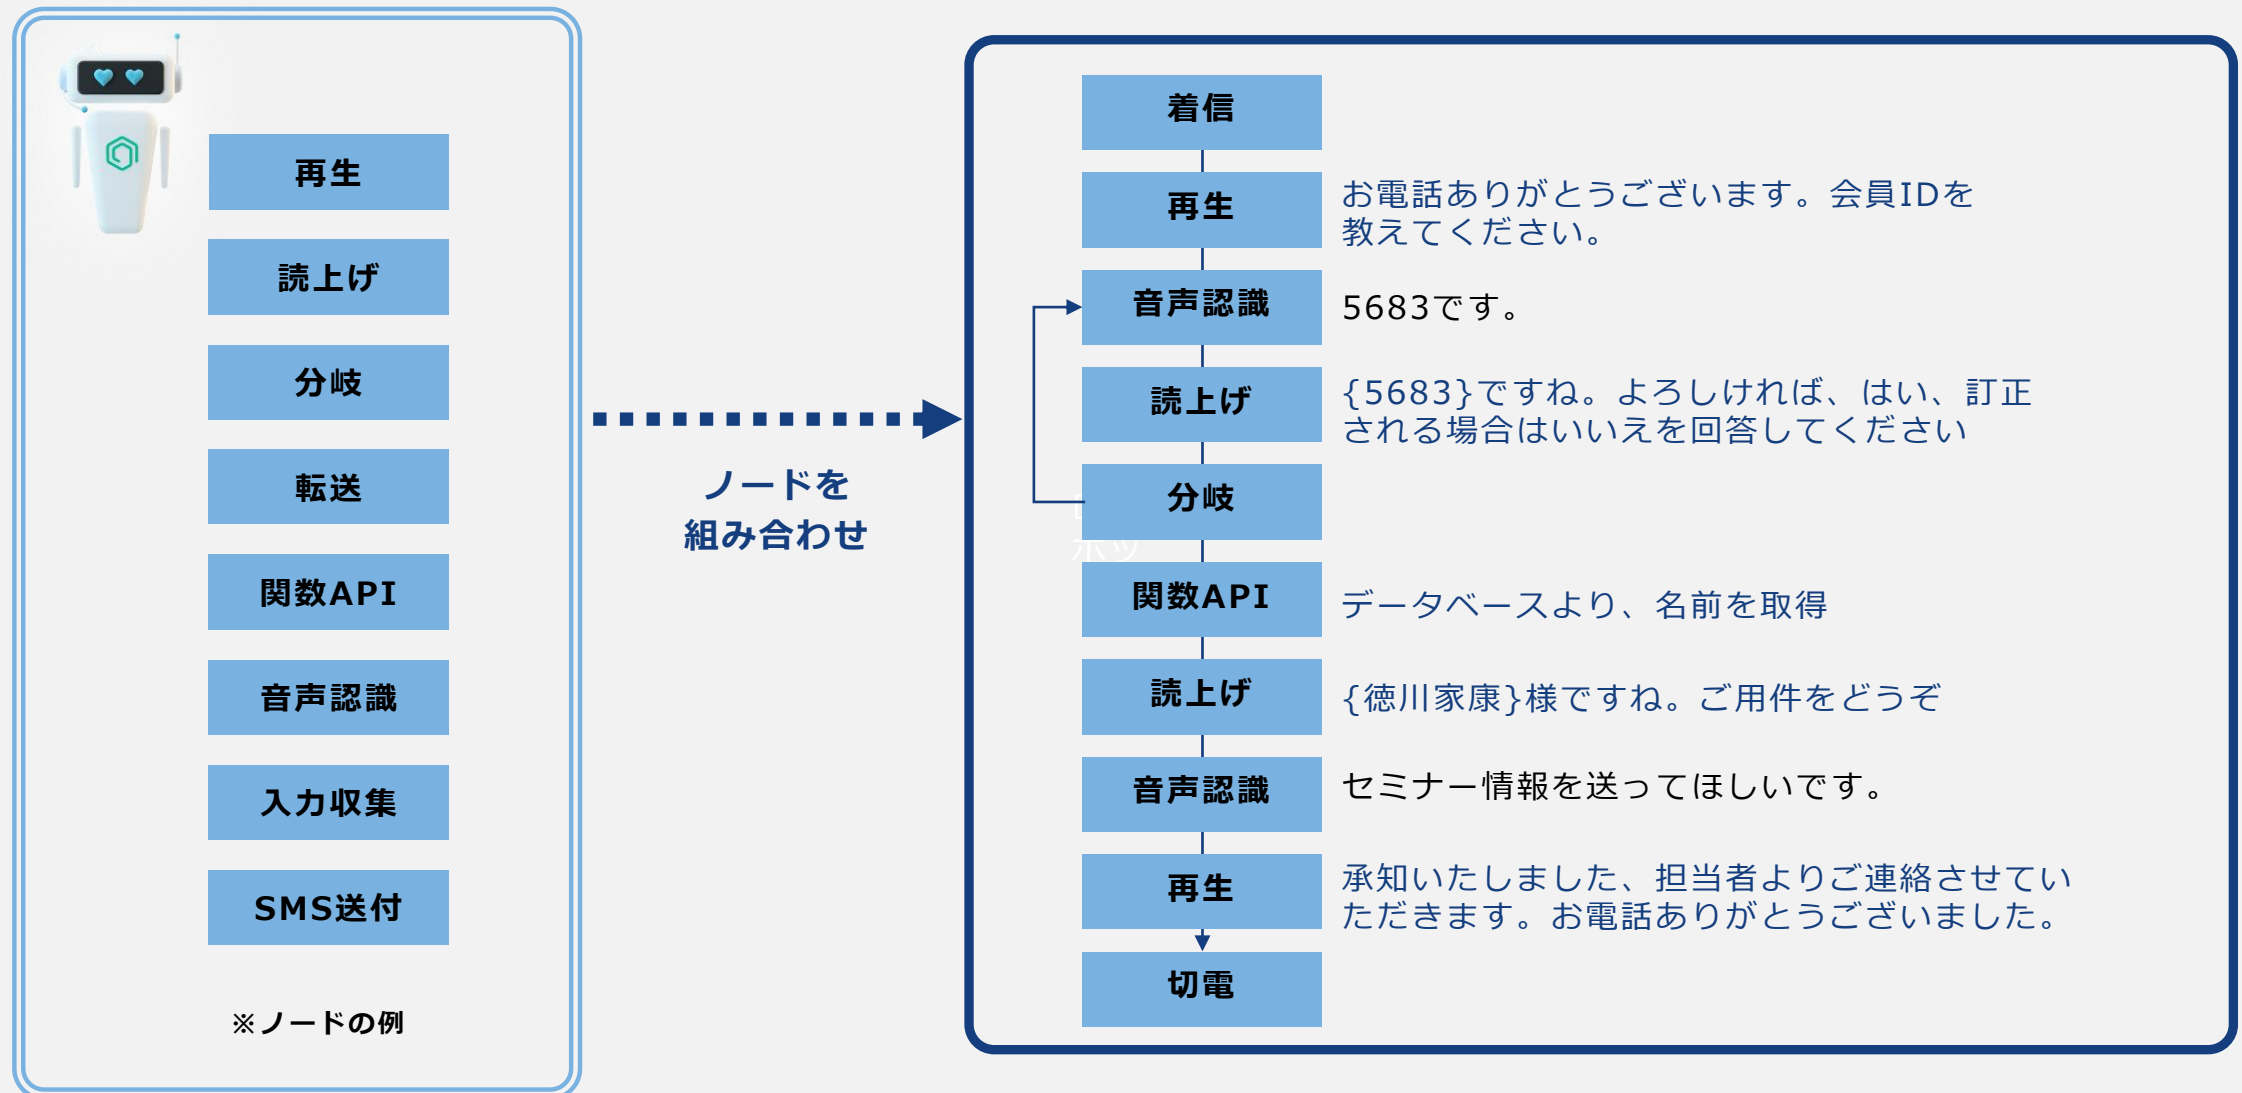 再生
読上げ
分岐
転送
関数API
音声認識
入力収集
SMS送付
※ノードの例
ノードを
組み合わせ
着信
再生
お電話ありがとうございます。会員IDを
教えてください。
音声認識
5683です。
読上げ
{5683}ですね。よろしければ、はい、訂正
される場合はいいえを回答してください
分岐
関数API
データベースより、名前を取得
読上げ
{徳川家康}様ですね。ご用件をどうぞ
音声認識
セミナー情報を送ってほしいです。
再生
承知いたしました、担当者よりご連絡させてい
ただきます。お電話ありがとうございました。
切電